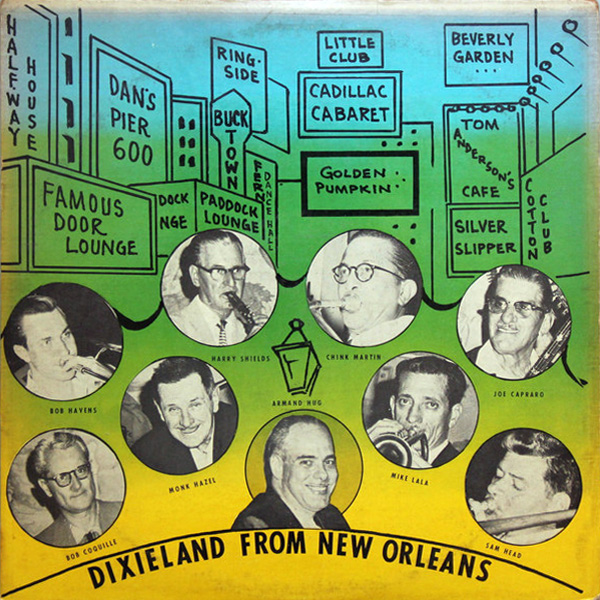 HALFWAY
HOUSE
DAN'S
PIER
600
RING-
SIDE
LITTLE
CLUB
BEVERLY
GARDEN
CADILLAC
CABARET
BUCK
TOWN
FERN
DANCE HALL
GOLDEN
PUMPKIN
TOM
ANDERSON'S
CAFE
COTTON
CLUB
FAMOUS
DOOR
LOUNGE
DOCK
NGE
PADDOCK
LOUNGE
SILVER
SLIPPER
HARRY SHIELDS
CHINK MARTIN
JOE CAPRARO
BOB HAVENS
ARMAND HUG
MONK HAZEL
MIKE LALA
BOB COQUILLE
SAM HEAD
DIXIELAND FROM NEW ORLEANS